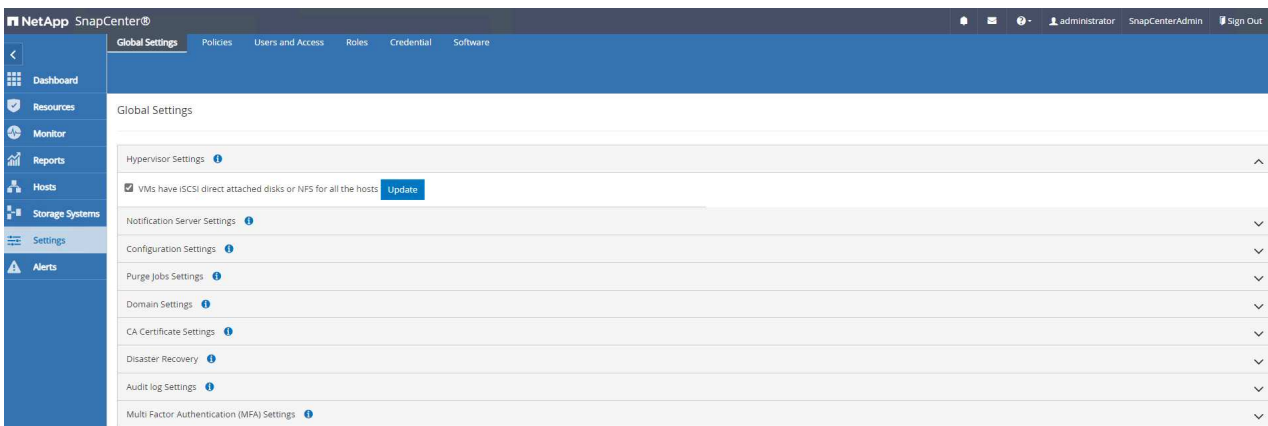 NetApp SnapCenter®
administrator SnapCenterAdmin Sign Out
Global Settings Policies Users and Access Roles Credential Software
Dashboard
Resources
Monitor
Reports
Hosts
Storage Systems
Settings
Alerts
Global Settings
Hypervisor Settings
VMs have iSCSI direct attached disks or NFS for all the hosts Update
Notification Server Settings
Configuration Settings
Purge Jobs Settings
Domain Settings
CA Certificate Settings
Disaster Recovery
Audit log Settings
Multi Factor Authentication (MFA) Settings